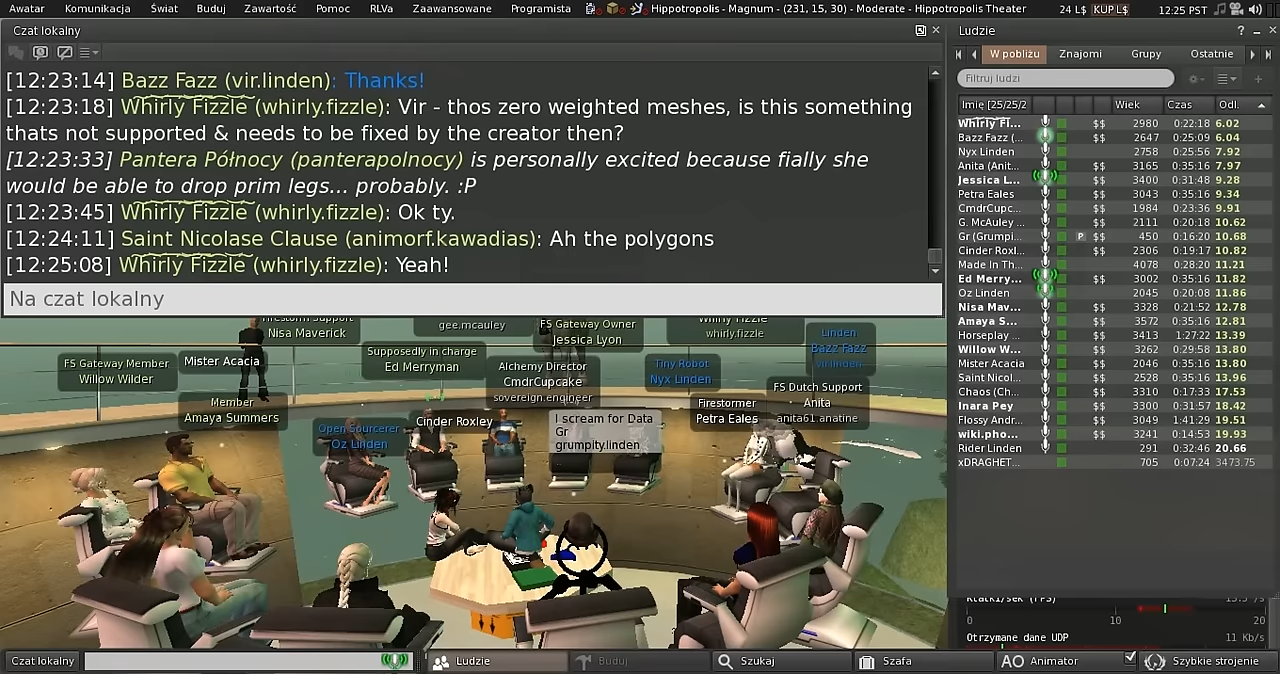 Awatar Komunikacja Świat Buduj Zawartość Pomoc RLVa Zaawansowane Programista Hippotropolis - Magnum - (231, 15, 30) - Moderate - Hippotropolis Theater 24 L$ KUP L$ 12:25 PST
Czat lokalny
[12:23:14] Bazz Fazz (vir.linden): Thanks!
[12:23:18] Whirly Fizzle (whirly.fizzle): Vir - thos zero weighted meshes, is this something
thats not supported & needs to be fixed by the creator then?
[12:23:33] Pantera Północy (panterapolnocy) is personally excited because fially she
would be able to drop prim legs... probably. :P
[12:23:45] Whirly Fizzle (whirly.fizzle): Ok ty.
[12:24:11] Saint Nicolase Clause (animorf.kawadias): Ah the polygons
[12:25:08] Whirly Fizzle (whirly.fizzle): Yeah!
Na czat lokalny
Firestorm Support
Nisa Maverick
gee.mcauley
FS Gateway Owner
Jessica Lyon
Whirly Fizzle
whirly.fizzle
Linden
Bazz Fazz
vir.linden
FS Gateway Member
Willow Wilder
Mister Acacia
Supposedly in charge
Ed Merryman
Alchemy Director
CmdrCupcake
sovereign.engineer
Tiny Robot
Nyx Linden
FS Dutch Support
Anita
anita61.anatine
Member
Amaya Summers
Open Sourcerer
Oz Linden
Cinder Roxley
I scream for Data
Gr
grumpity.linden
Firestormer
Petra Eales
Ludzie ?
W pobliżu Znajomi Grupy Ostatnie
Filtruj ludzi
Imię [25/25/2 Wiek Czas Odl.
Whirly Fi... $$ 2980 0:22:18 6.02
Bazz Fazz (... $$ 2647 0:25:09 6.04
Nyx Linden 2758 0:25:56 7.92
Anita (Anit... $$ 3165 0:35:16 7.97
Jessica L... $$ 3400 0:31:48 9.28
Petra Eales $$ 3043 0:35:16 9.34
CmdrCupc... $$ 1984 0:23:36 9.91
G. McAuley ... $$ 2111 0:20:18 10.62
Gr (Grumpi... P $$ 450 0:16:20 10.68
Cinder Roxl... $$ 2306 0:19:17 10.82
Made In Th... 4078 0:28:20 11.21
Ed Merry... $$ 3002 0:35:16 11.82
Oz Linden 2045 0:20:08 11.86
Nisa Mav... $$ 3328 0:21:52 12.78
Amaya S... $$ 3572 0:35:16 12.81
Horseplay ... $$ 3413 1:27:22 13.39
Willow W... $$ 3262 0:29:58 13.80
Mister Acacia $$ 2046 0:35:16 13.80
Saint Nicol... $$ 2528 0:35:16 13.96
Chaos (Ch... $$ 3310 0:17:33 17.53
Inara Pey $$ 3300 0:31:57 18.42
Flossy Andr... $$ 3049 1:41:29 19.51
wiki.pho... $$ 3241 0:14:53 19.93
Rider Linden 291 0:32:46 20.66
xDRAGHET... 705 0:07:24 3473.75
Klatki/sek (FPS)
0 10 20
Otrzymane dane UDP 11 Kb/s
Czat lokalny Ludzie Buduj Szukaj Szafa AO Animator Szybkie strojenie